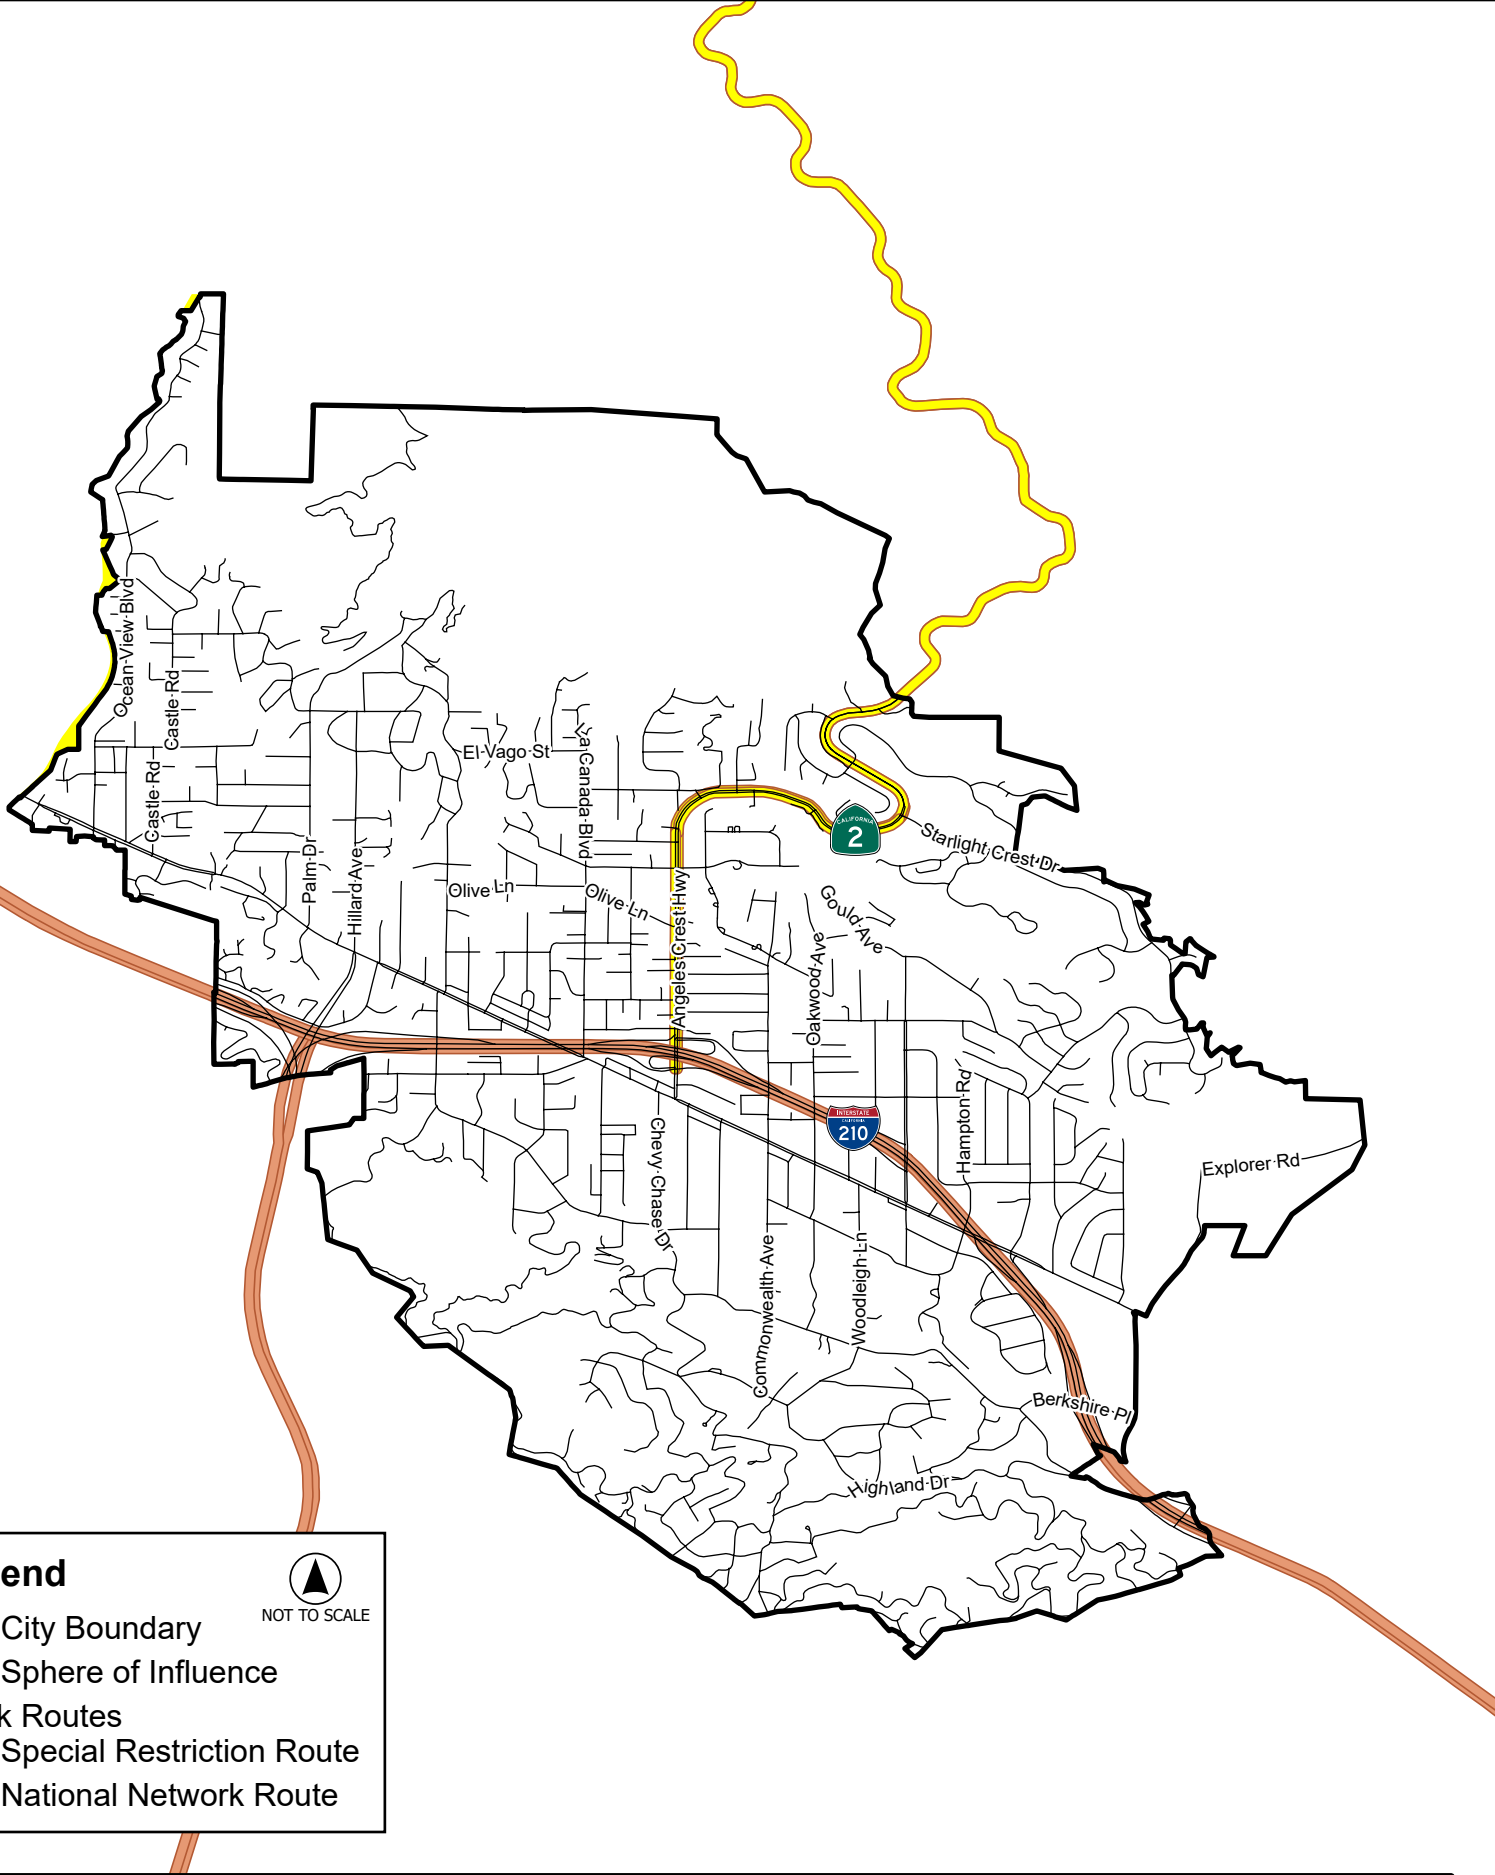 Ocean View Blvd
Castle Rd
Castle Rd
El Vago St
La Canada Blvd
CALIFORNIA
2
Starlight Crest Dr
Palm Dr
Hillard Ave
Olive Ln
Olive Ln
Angeles Crest Hwy
Gould Ave
Oakwood Ave
INTERSTATE
CALIFORNIA
210
Hampton Rd
Chevy Chase Dr
Explorer Rd
Commonwealth Ave
Woodleigh Ln
Berkshire Pl
Highland Dr
end
NOT TO SCALE
City Boundary
Sphere of Influence
k Routes
Special Restriction Route
National Network Route